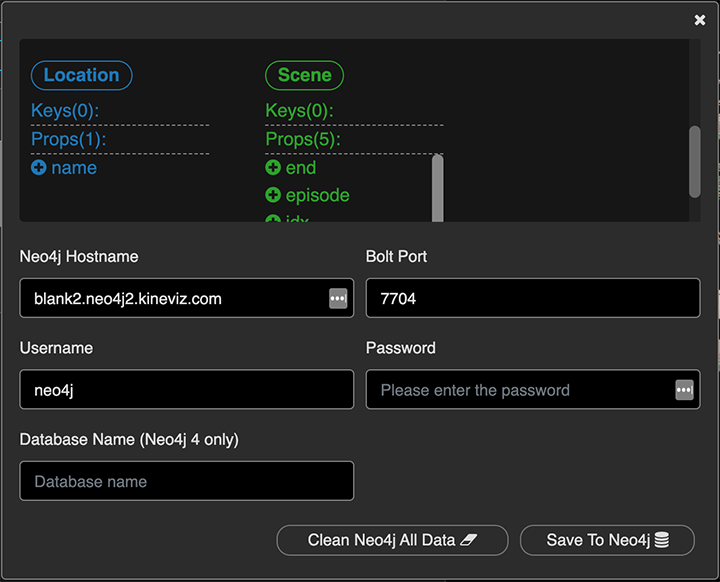 Location Scene
Keys(0): Keys(0):
Props(1): Props(5):
name end
episode
idx
Neo4j Hostname Bolt Port
blank2.neo4j2.kineviz.com 7704
Username Password
neo4j Please enter the password
Database Name (Neo4j 4 only)
Database name
Clean Neo4j All Data Save To Neo4j